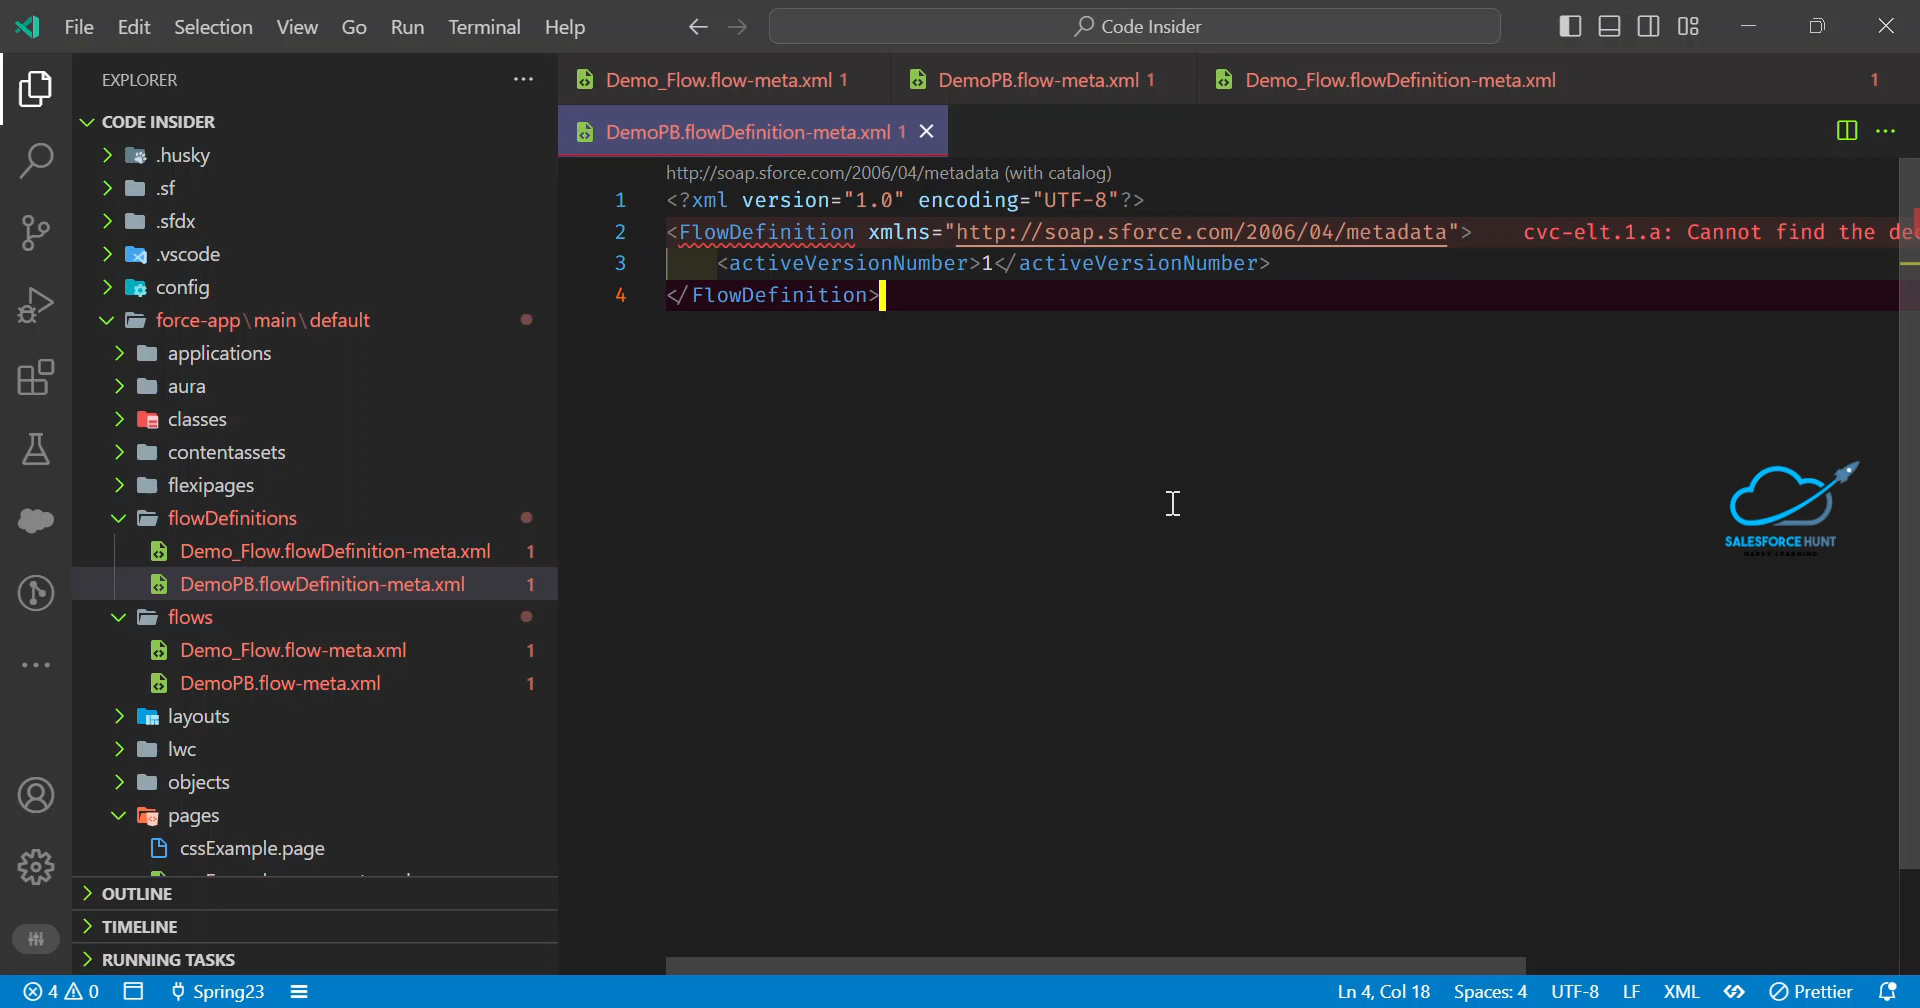 File Edit Selection View Go Run Terminal Help Code Insider
EXPLORER
CODE INSIDER
.husky
.sf
.sfdx
.vscode
config
force-app\main\default
applications
aura
classes
contentassets
flexipages
flowDefinitions
Demo_Flow.flowDefinition-meta.xml 1
DemoPB.flowDefinition-meta.xml 1
flows
Demo_Flow.flow-meta.xml 1
DemoPB.flow-meta.xml 1
layouts
lwc
objects
pages
cssExample.page
OUTLINE
TIMELINE
RUNNING TASKS
Demo_Flow.flow-meta.xml 1 DemoPB.flow-meta.xml 1 Demo_Flow.flowDefinition-meta.xml 1
DemoPB.flowDefinition-meta.xml 1
http://soap.sforce.com/2006/04/metadata (with catalog)
1 <?xml version="1.0" encoding="UTF-8"?>
2 <FlowDefinition xmlns="http://soap.sforce.com/2006/04/metadata"> cvc-elt.1.a: Cannot find the de
3 <activeVersionNumber>1</activeVersionNumber>
4 </FlowDefinition>
SALESFORCE HUNT
HAPPY LEARNING
4 0 Spring23 Ln 4, Col 18 Spaces: 4 UTF-8 LF XML Prettier